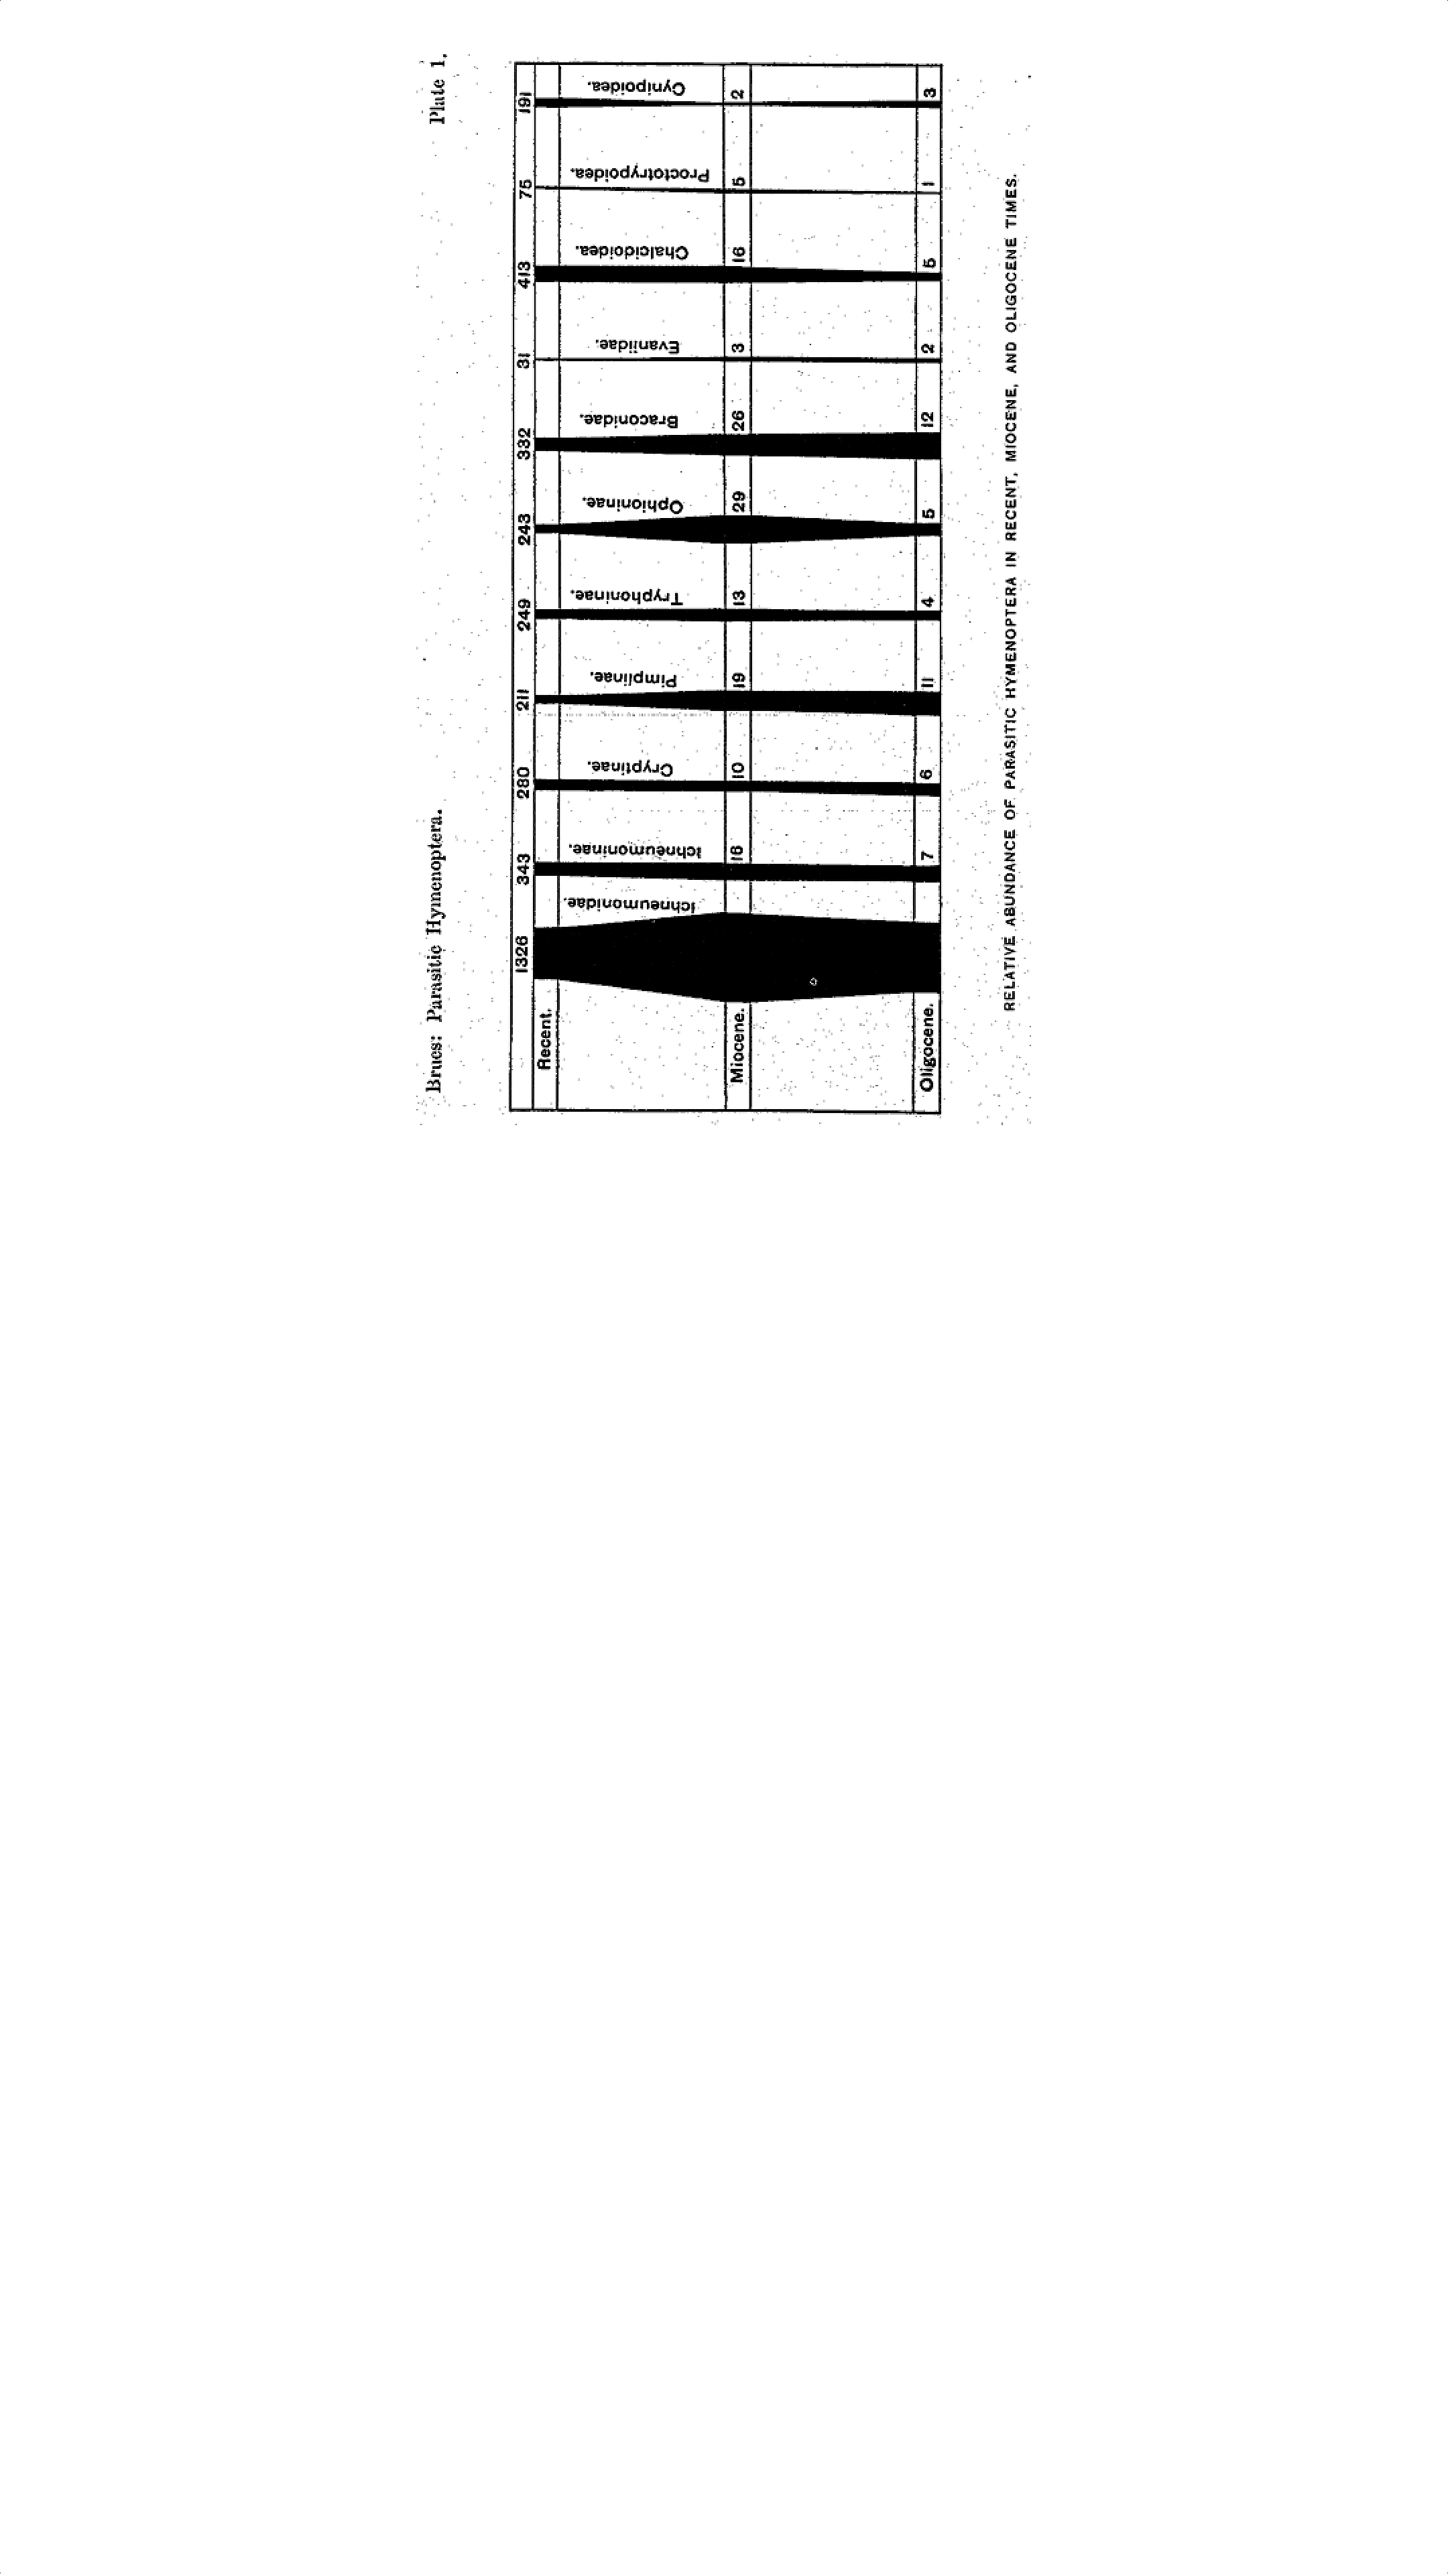 Brues: Parasitic Hymenoptera. Plate 1.
1326 343 280 211 249 243 332 31 413 75 191
Recent.
Ichneumonidae. Ichneumoninae. Cryptinae. Pimplinae. Tryphoninae. Ophioninae. Braconidae. Evaniidae. Chalcidoidea. Proctotrypoidea. Cynipoidea.
Miocene. 16 10 19 13 29 26 3 16 5 2
Oligocene. 7 6 11 4 5 12 2 5 1 3
RELATIVE ABUNDANCE OF PARASITIC HYMENOPTERA IN RECENT, MIOCENE, AND OLIGOCENE TIMES.